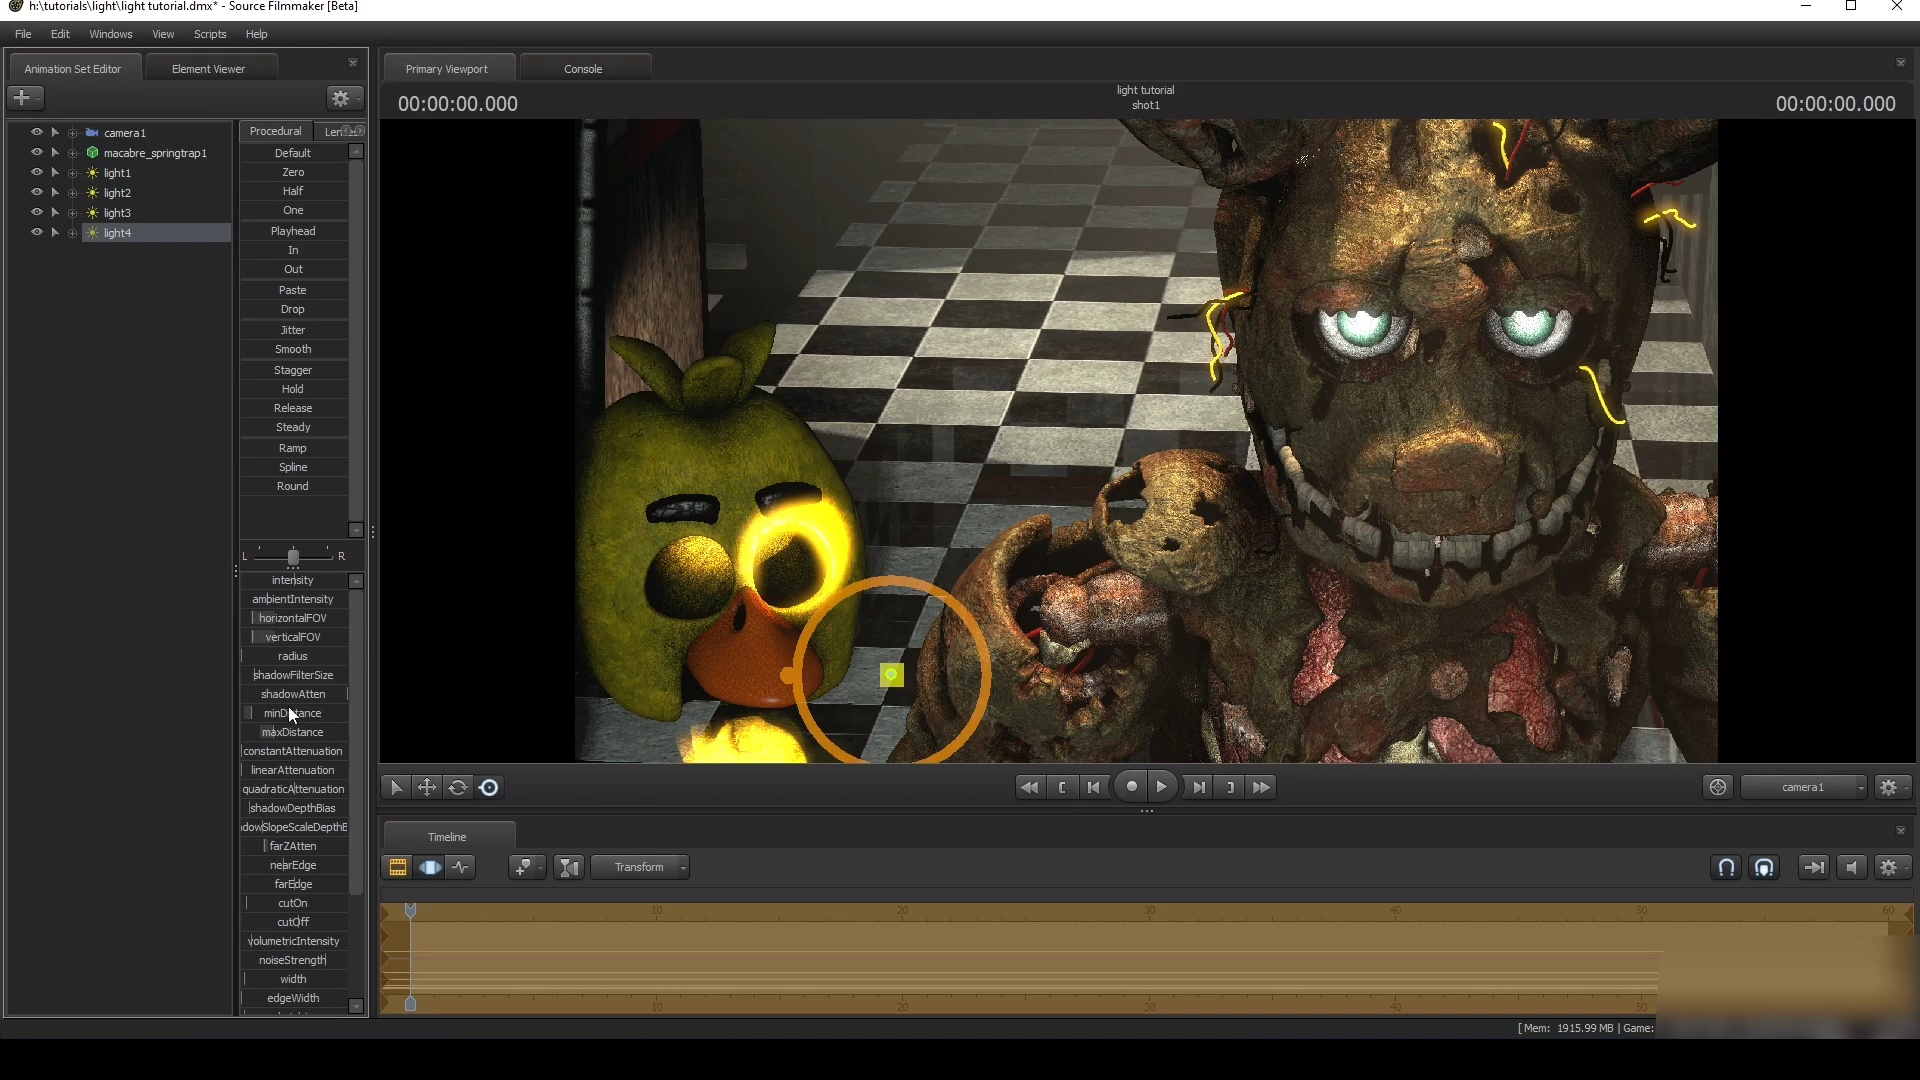 h:\tutorials\light\light tutorial.dmx* - Source Filmmaker [Beta]
File Edit Windows View Scripts Help
Animation Set Editor Element Viewer
Primary Viewport Console
00:00:00.000
light tutorial
shot1
00:00:00.000
camera1
macabre_springtrap1
light1
light2
light3
light4
Procedural
Default
Zero
Half
One
Playhead
In
Out
Paste
Drop
Jitter
Smooth
Stagger
Hold
Release
Steady
Ramp
Spline
Round
L R
intensity
ambientIntensity
horizontalFOV
verticalFOV
radius
shadowFilterSize
shadowAtten
minDistance
maxDistance
constantAttenuation
linearAttenuation
quadraticAttenuation
shadowDepthBias
dowSlopeScaleDepthB
farZAtten
nearEdge
farEdge
cutOn
cutOff
volumetricIntensity
noiseStrength
width
edgeWidth
camera1
Timeline
Transform
10 20 30 40 50 60
10 20 30 40 50
[ Mem: 1915.99 MB | Game: